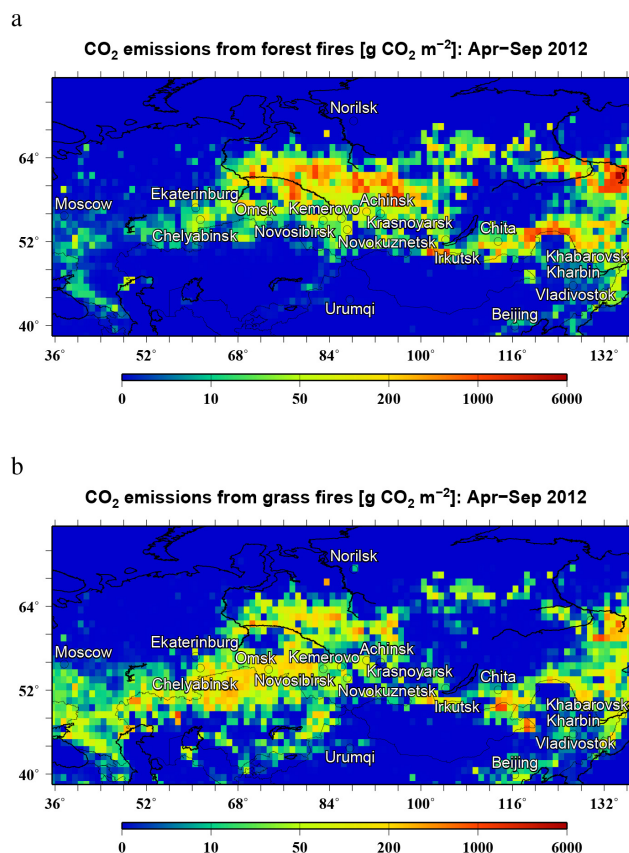 a
CO₂ emissions from forest fires [g CO₂ m⁻²]: Apr−Sep 2012
Norilsk
64°
Ekaterinburg
Achinsk
Moscow
Omsk Kemerovo
Krasnoyarsk
Chita
52°
Chelyabinsk
Novosibirsk
Novokuznetsk
Irkutsk
Khabarovsk
Kharbin
Vladivostok
Urumqi
Beijing
40°
36° 52° 68° 84° 100° 116° 132°
0 10 50 200 1000 6000
b
CO₂ emissions from grass fires [g CO₂ m⁻²]: Apr−Sep 2012
Norilsk
64°
Ekaterinburg
Achinsk
Moscow
Omsk Kemerovo
Krasnoyarsk
Chita
52°
Chelyabinsk
Novosibirsk
Novokuznetsk
Irkutsk
Khabarovsk
Kharbin
Vladivostok
Urumqi
Beijing
40°
36° 52° 68° 84° 100° 116° 132°
0 10 50 200 1000 6000